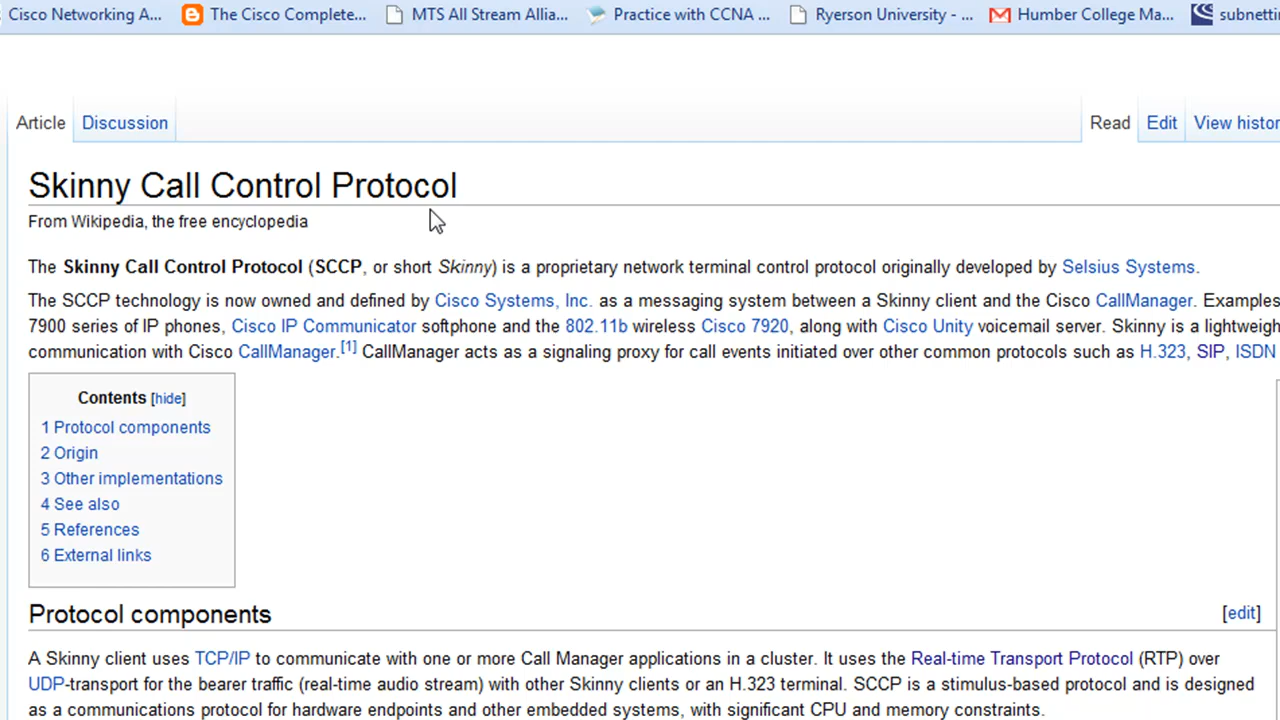 Cisco Networking A... The Cisco Complete... MTS All Stream Allia... Practice with CCNA ... Ryerson University - ... Humber College Ma... subnetti
Article Discussion Read Edit View histor
Skinny Call Control Protocol
From Wikipedia, the free encyclopedia
The Skinny Call Control Protocol (SCCP, or short Skinny) is a proprietary network terminal control protocol originally developed by Selsius Systems.
The SCCP technology is now owned and defined by Cisco Systems, Inc. as a messaging system between a Skinny client and the Cisco CallManager. Examples
7900 series of IP phones, Cisco IP Communicator softphone and the 802.11b wireless Cisco 7920, along with Cisco Unity voicemail server. Skinny is a lightweigh
communication with Cisco CallManager.[1] CallManager acts as a signaling proxy for call events initiated over other common protocols such as H.323, SIP, ISDN
Contents [hide]
1 Protocol components
2 Origin
3 Other implementations
4 See also
5 References
6 External links
Protocol components [edit]
A Skinny client uses TCP/IP to communicate with one or more Call Manager applications in a cluster. It uses the Real-time Transport Protocol (RTP) over
UDP-transport for the bearer traffic (real-time audio stream) with other Skinny clients or an H.323 terminal. SCCP is a stimulus-based protocol and is designed
as a communications protocol for hardware endpoints and other embedded systems, with significant CPU and memory constraints.